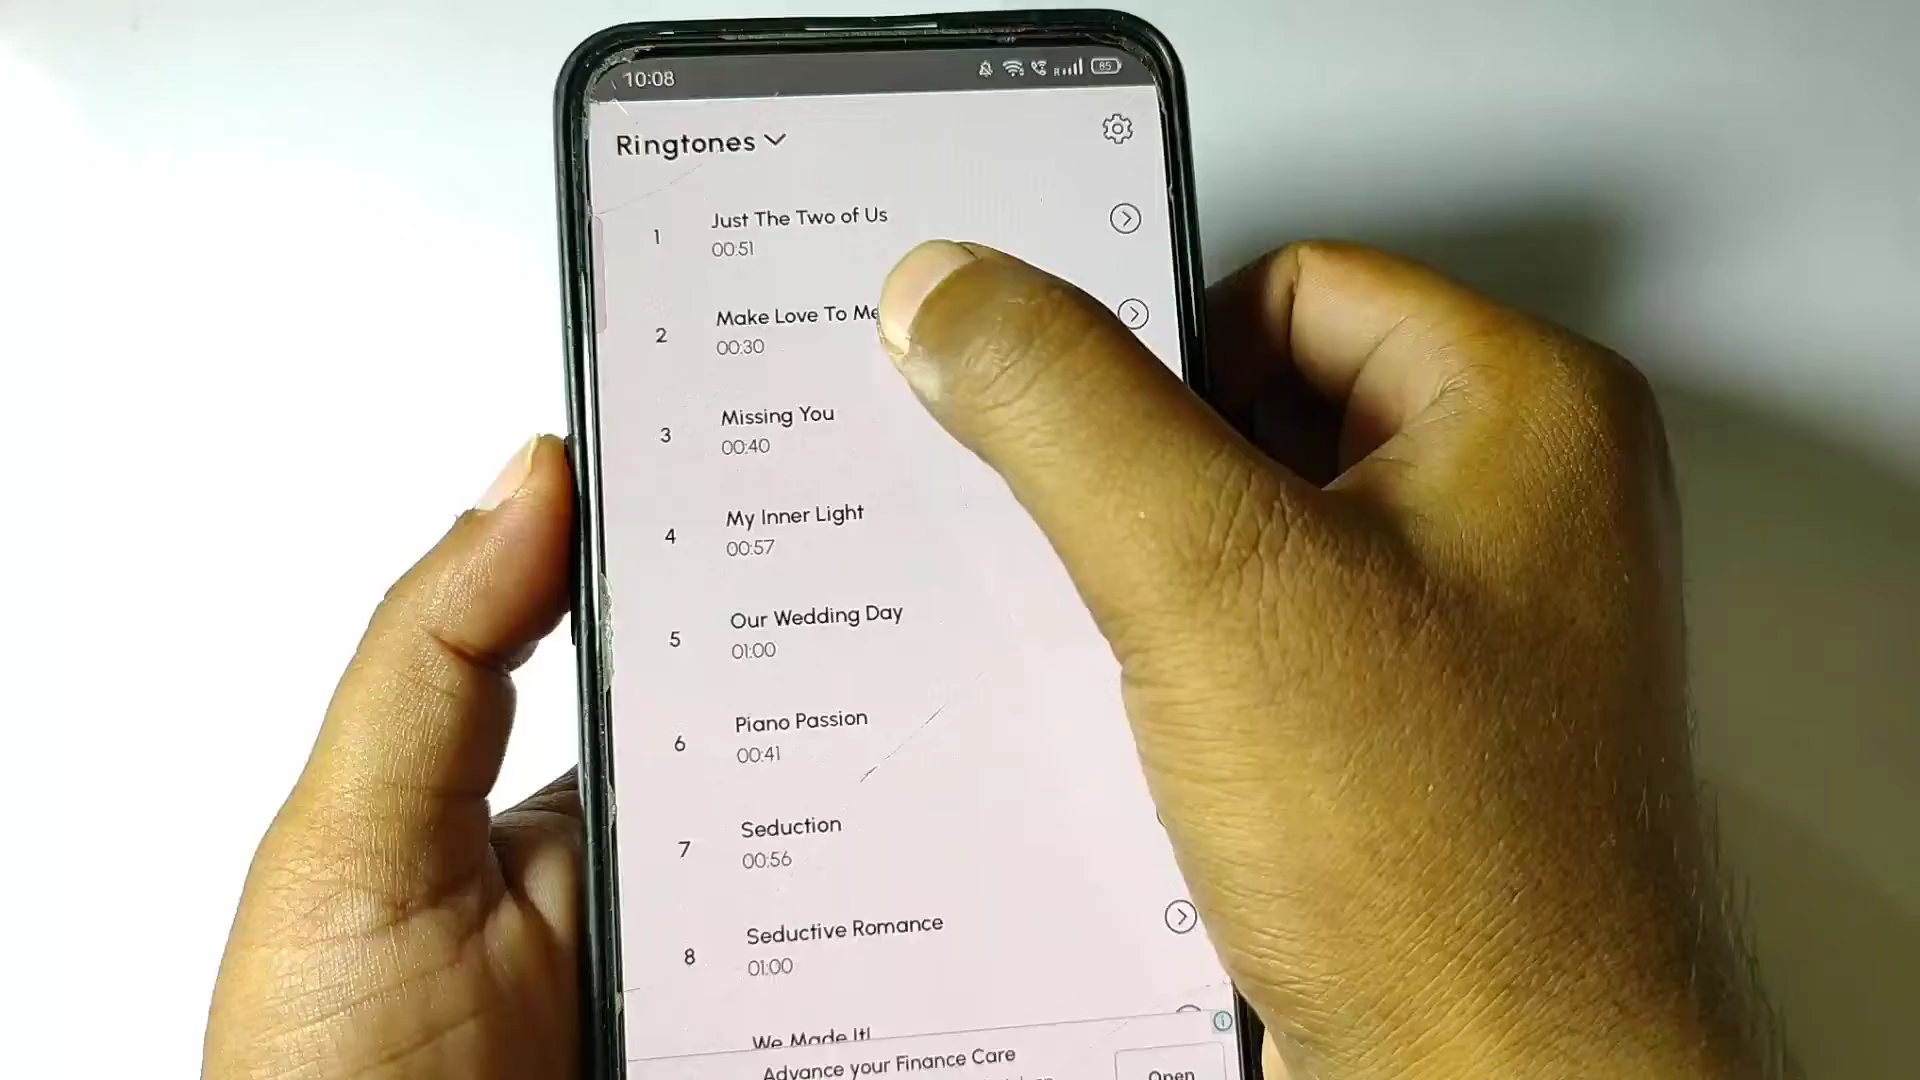 10:08
85
Ringtones
1
Just The Two of Us
00:51
2
Make Love To Me
00:30
3
Missing You
00:40
4
My Inner Light
00:57
5
Our Wedding Day
01:00
6
Piano Passion
00:41
7
Seduction
00:56
8
Seductive Romance
01:00
We Made It!
Advance your Finance Care
Open